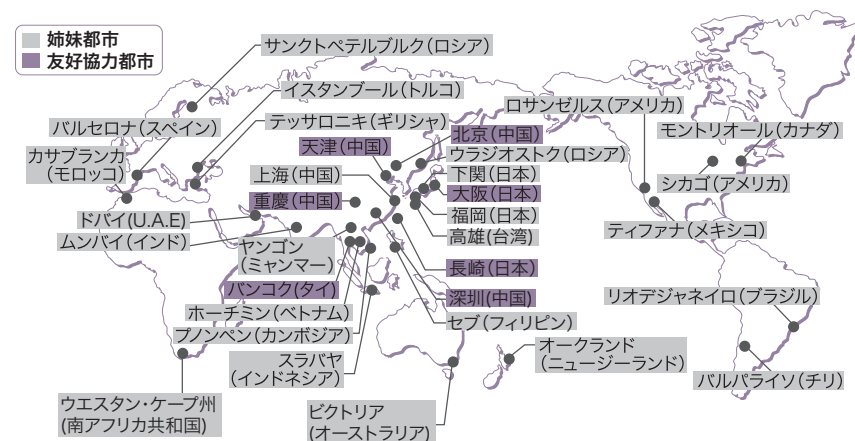 姉妹都市
友好協力都市
サンクトペテルブルク(ロシア)
イスタンブール(トルコ)
テッサロニキ(ギリシャ)
バルセロナ(スペイン)
カサブランカ
(モロッコ)
天津(中国)
北京(中国)
ウラジオストク(ロシア)
上海(中国)
下関(日本)
重慶(中国)
大阪(日本)
福岡(日本)
高雄(台湾)
ロサンゼルス(アメリカ)
モントリオール(カナダ)
シカゴ(アメリカ)
ティファナ(メキシコ)
ドバイ(U.A.E)
ムンバイ(インド)
ヤンゴン
(ミャンマー)
長崎(日本)
バンコク(タイ)
深圳(中国)
ホーチミン(ベトナム)
セブ(フィリピン)
プノンペン(カンボジア)
スラバヤ
(インドネシア)
リオデジャネイロ(ブラジル)
オークランド
(ニュージーランド)
バルパライソ(チリ)
ウエスタン・ケープ州
(南アフリカ共和国)
ビクトリア
(オーストラリア)